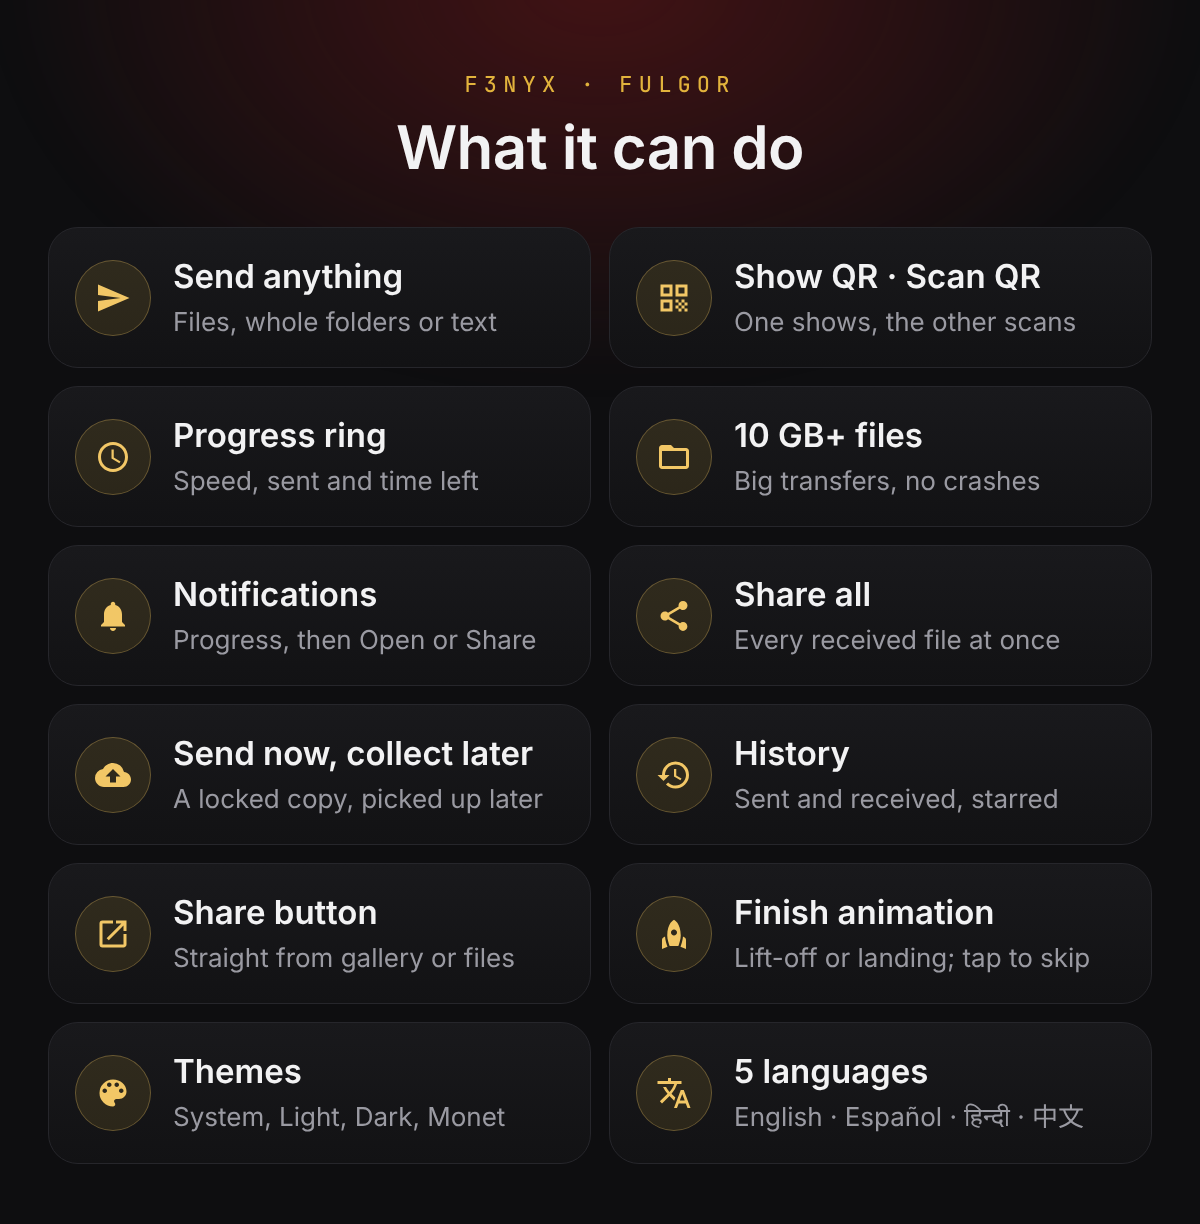 F3NYX · FULGOR
What it can do
Send anything
Files, whole folders or text
Show QR · Scan QR
One shows, the other scans
Progress ring
Speed, sent and time left
10 GB+ files
Big transfers, no crashes
Notifications
Progress, then Open or Share
Share all
Every received file at once
Send now, collect later
A locked copy, picked up later
History
Sent and received, starred
Share button
Straight from gallery or files
Finish animation
Lift-off or landing; tap to skip
Themes
System, Light, Dark, Monet
5 languages
English · Español · हिन्दी · 中文